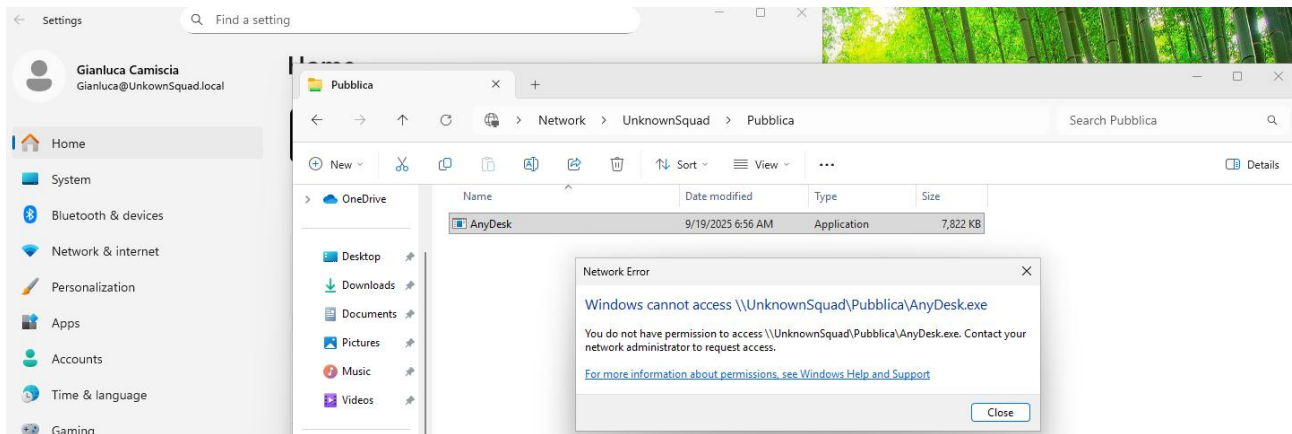 Settings
Find a setting
Gianluca Camiscia
Gianluca@UnkownSquad.local
Home
System
Bluetooth & devices
Network & internet
Personalization
Apps
Accounts
Time & language
Gaming
Home
Pubblica
Network > UnknownSquad > Pubblica
Search Pubblica
New
Sort
View
Details
OneDrive
Desktop
Downloads
Documents
Pictures
Music
Videos
Name Date modified Type Size
AnyDesk 9/19/2025 6:56 AM Application 7,822 KB
Network Error
Windows cannot access \\UnknownSquad\Pubblica\AnyDesk.exe
You do not have permission to access \\UnknownSquad\Pubblica\AnyDesk.exe. Contact your
network administrator to request access.
For more information about permissions, see Windows Help and Support
Close